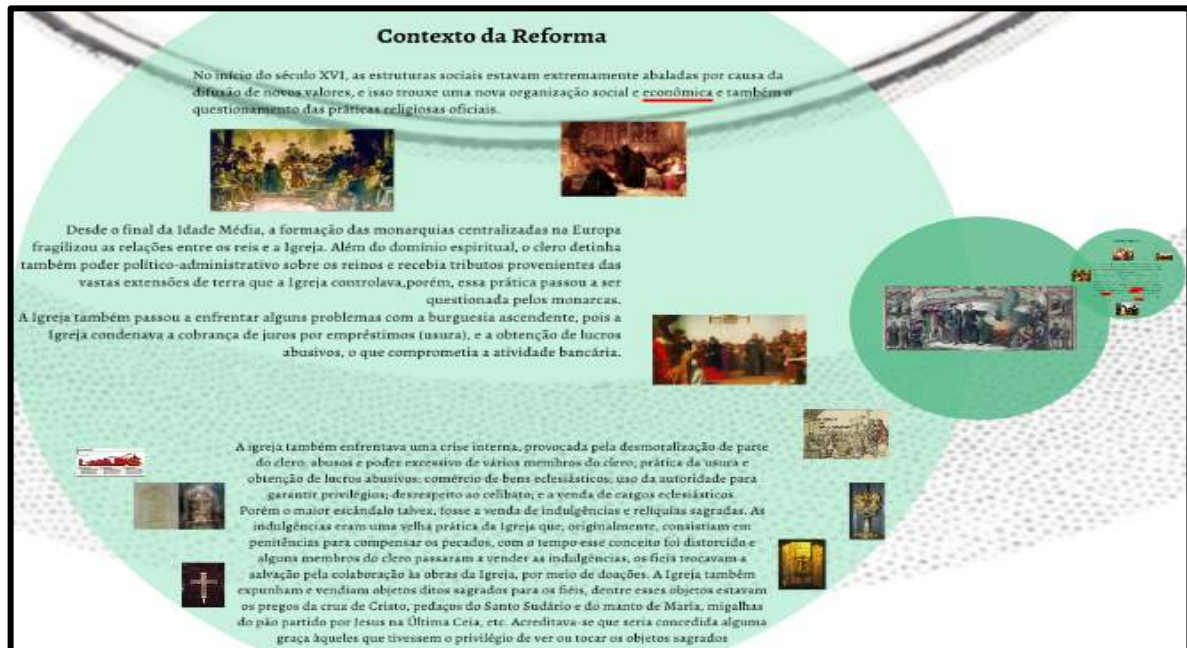 Contexto da Reforma
No início do século XVI, as estruturas sociais estavam extremamente abaladas por causa da
difusão de novos valores, e isso trouxe uma nova organização social e econômica e também o
questionamento das práticas religiosas oficiais.
Desde o final da Idade Média, a formação das monarquias centralizadas na Europa
fragilizou as relações entre os reis e a Igreja. Além do domínio espiritual, o clero detinha
também poder político-administrativo sobre os reinos e recebia tributos provenientes das
vastas extensões de terra que a Igreja controlava,porém, essa prática passou a ser
questionada pelos monarcas.
A Igreja também passou a enfrentar alguns problemas com a burguesia ascendente, pois a
Igreja condenava a cobrança de juros por empréstimos (usura), e a obtenção de lucros
abusivos, o que comprometia a atividade bancária.
A igreja também enfrentava uma crise interna, provocada pela desmoralização de parte
do clero: abusos e poder excessivo de vários membros do clero; prática da usura e
obtenção de lucros abusivos; comércio de bens eclesiásticos; uso da autoridade para
garantir privilégios; desrespeito ao celibato; e a venda de cargos eclesiásticos.
Porém o maior escândalo talvez, fosse a venda de indulgências e relíquias sagradas. As
indulgências eram uma velha prática da Igreja que, originalmente, consistiam em
penitências para compensar os pecados, com o tempo esse conceito foi distorcido e
alguns membros do clero passaram a vender as indulgências, os fieis trocavam a
salvação pela colaboração às obras da Igreja, por meio de doações. A Igreja também
expunham e vendiam objetos ditos sagrados para os fiéis, dentre esses objetos estavam
os pregos da cruz de Cristo, pedaços do Santo Sudário e do manto de Maria, migalhas
do pão partido por Jesus na Última Ceia, etc. Acreditava-se que seria concedida alguma
graça àqueles que tivessem o privilégio de ver ou tocar os objetos sagrados